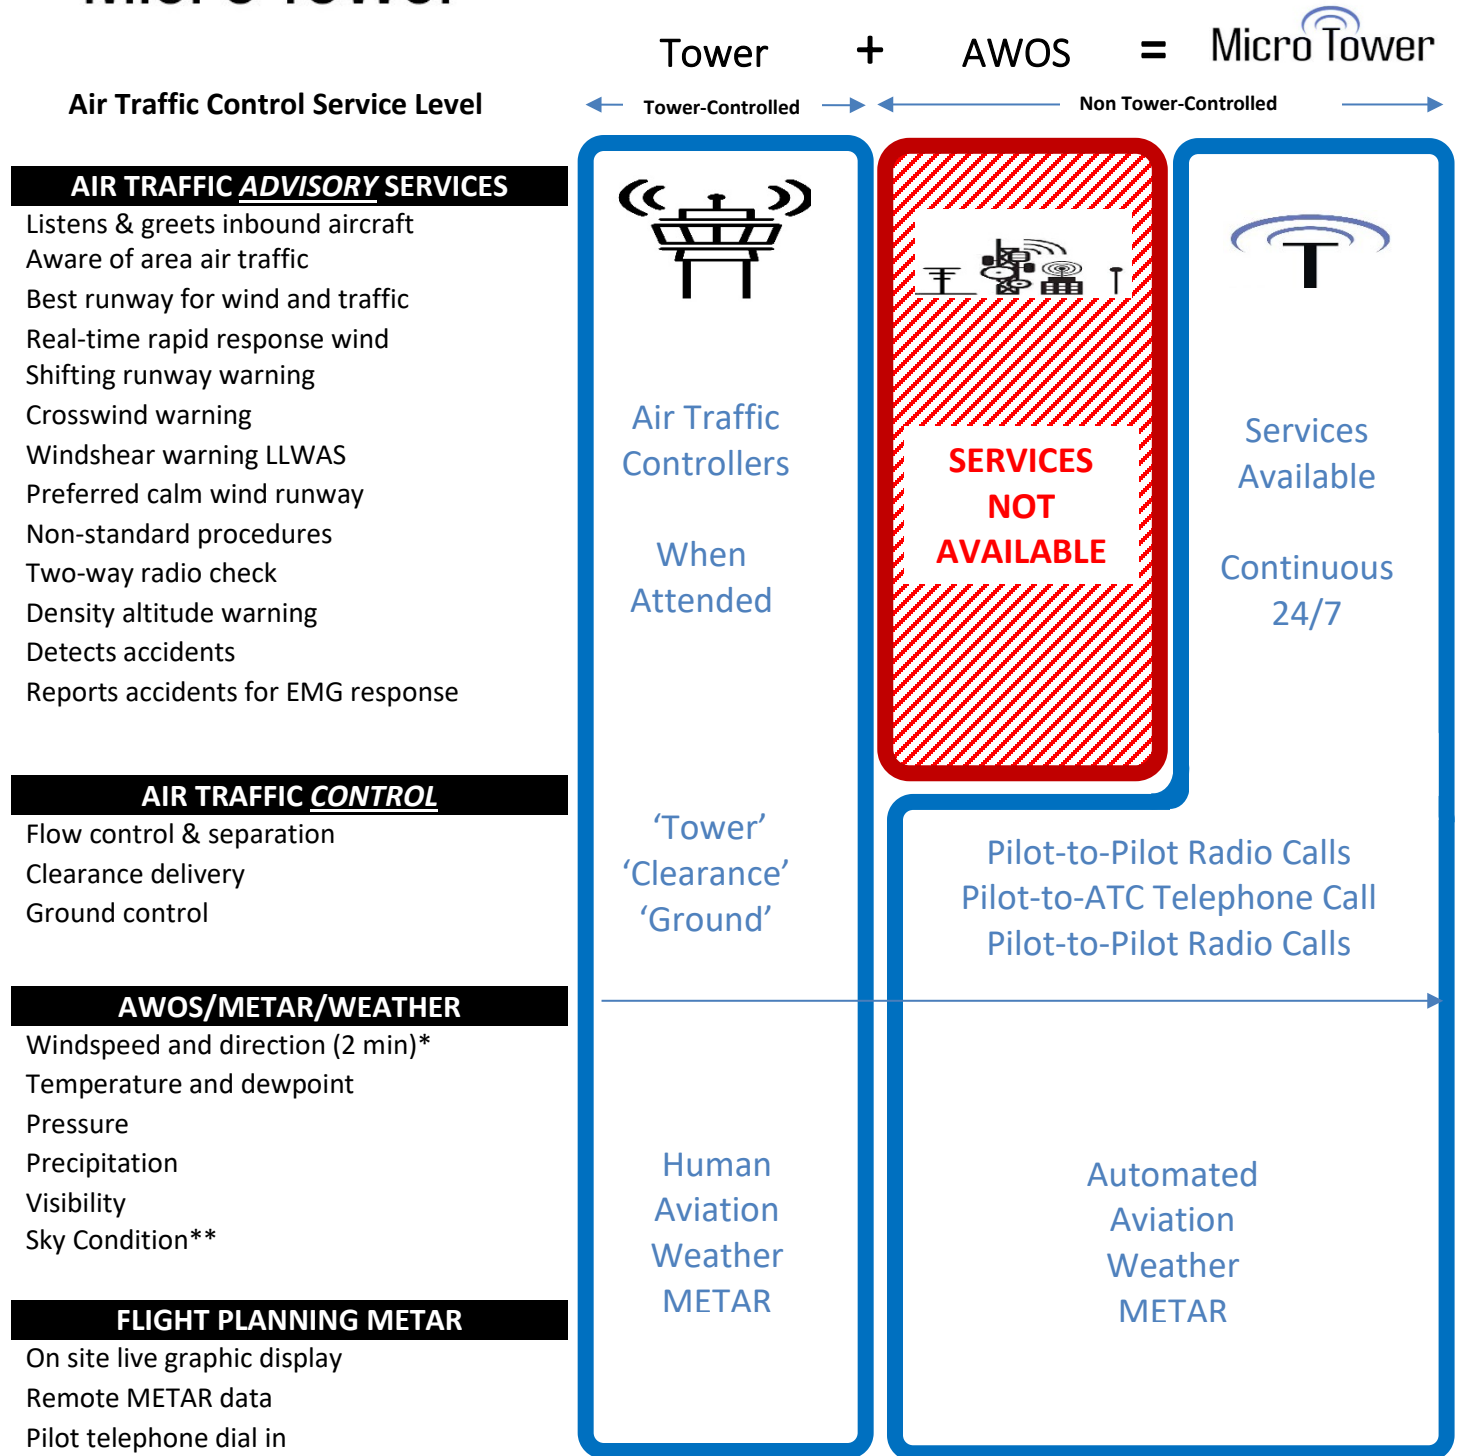 Micro Tower
Tower + AWOS = Micro Tower
Air Traffic Control Service Level
Tower-Controlled
Non Tower-Controlled
AIR TRAFFIC ADVISORY SERVICES
Listens & greets inbound aircraft
Aware of area air traffic
Best runway for wind and traffic
Real-time rapid response wind
Shifting runway warning
Crosswind warning
Windshear warning LLWAS
Preferred calm wind runway
Non-standard procedures
Two-way radio check
Density altitude warning
Detects accidents
Reports accidents for EMG response
Air Traffic
Controllers
When
Attended
SERVICES
NOT
AVAILABLE
T
Services
Available
Continuous
24/7
AIR TRAFFIC CONTROL
Flow control & separation
Clearance delivery
Ground control
‘Tower’
‘Clearance’
‘Ground’
Pilot-to-Pilot Radio Calls
Pilot-to-ATC Telephone Call
Pilot-to-Pilot Radio Calls
AWOS/METAR/WEATHER
Windspeed and direction (2 min)*
Temperature and dewpoint
Pressure
Precipitation
Visibility
Sky Condition**
Human
Aviation
Weather
METAR
Automated
Aviation
Weather
METAR
FLIGHT PLANNING METAR
On site live graphic display
Remote METAR data
Pilot telephone dial in